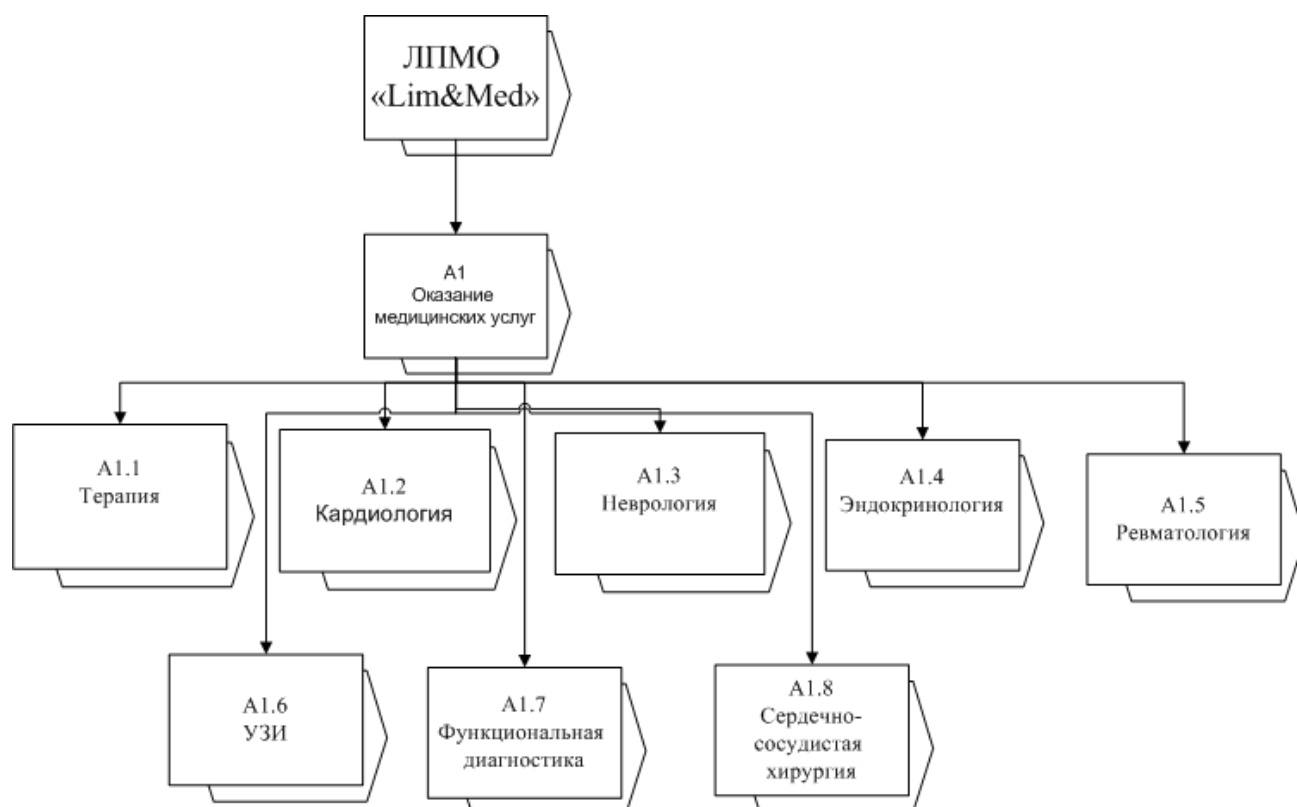 ЛПМО
«Lim&Med»
А1
Оказание
медицинских услуг
А1.1
Терапия
А1.2
Кардиология
А1.3
Неврология
А1.4
Эндокринология
А1.5
Ревматология
А1.6
УЗИ
А1.7
Функциональная
диагностика
А1.8
Сердечно-
сосудистая
хирургия